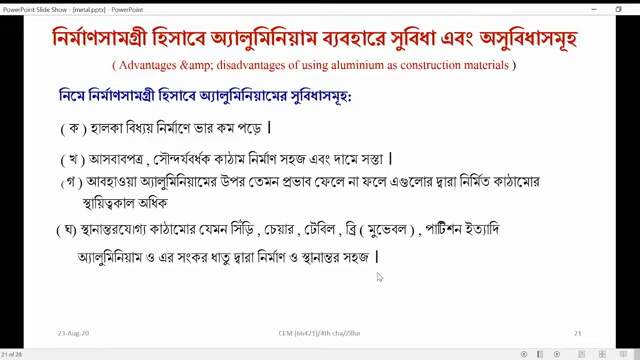 PowerPoint Slide Show - [metal.pptx] - PowerPoint
নির্মাণসামগ্রী হিসাবে অ্যালুমিনিয়াম ব্যবহারে সুবিধা এবং অসুবিধাসমূহ
( Advantages &amp; disadvantages of using aluminium as construction materials )
নিমে নির্মাণসামগ্রী হিসাবে অ্যালুমিনিয়ামের সুবিধাসমূহ:
( ক ) হালকা বিধ্যয় নির্মাণে ভার কম পড়ে |
( খ ) আসবাবপত্র , সৌন্দর্যবর্ধক কাঠাম নির্মাণ সহজ এবং দামে সস্তা |
( গ ) আবহাওয়া অ্যালুমিনিয়ামের উপর তেমন প্রভাব ফেলে না ফলে এগুলোর দ্বারা নির্মিত কাঠামোর
স্থায়িত্বকাল অধিক
( ঘ ) স্থানান্তরযোগ্য কাঠামোর যেমন সিঁড়ি , চেয়ার , টেবিল , ব্রি ( মুভেবল ) , পার্টিশন ইত্যাদি
অ্যালুমিনিয়াম ও এর সংকর ধাতু দ্বারা নির্মাণ ও স্থানান্তর সহজ |
23-Aug-20 CEM (66421)/4th cha/Zillur 21
21 of 28